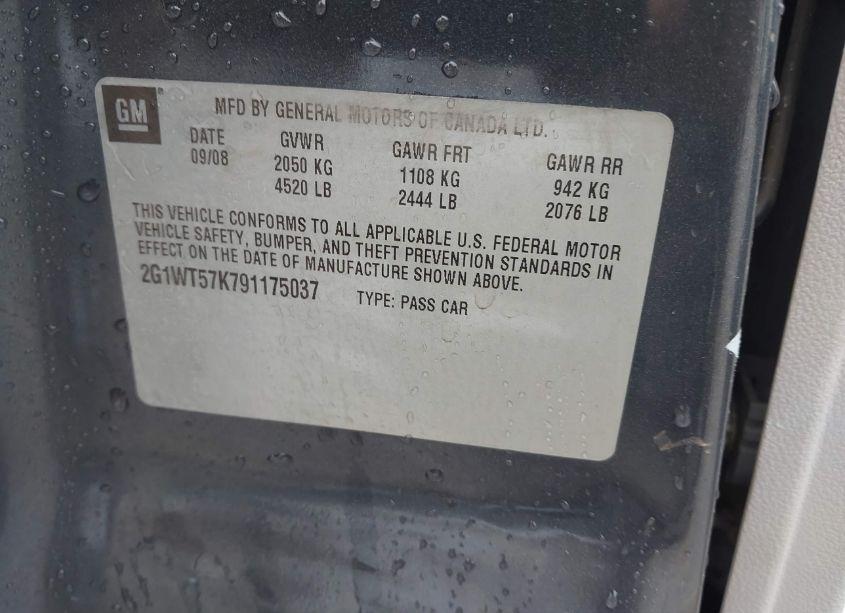 GM
MFD BY GENERAL MOTORS OF CANADA LTD.
DATE GVWR GAWR FRT GAWR RR
09/08 2050 KG 1108 KG 942 KG
4520 LB 2444 LB 2076 LB
THIS VEHICLE CONFORMS TO ALL APPLICABLE U.S. FEDERAL MOTOR
VEHICLE SAFETY, BUMPER, AND THEFT PREVENTION STANDARDS IN
EFFECT ON THE DATE OF MANUFACTURE SHOWN ABOVE.
2G1WT57K791175037 TYPE: PASS CAR